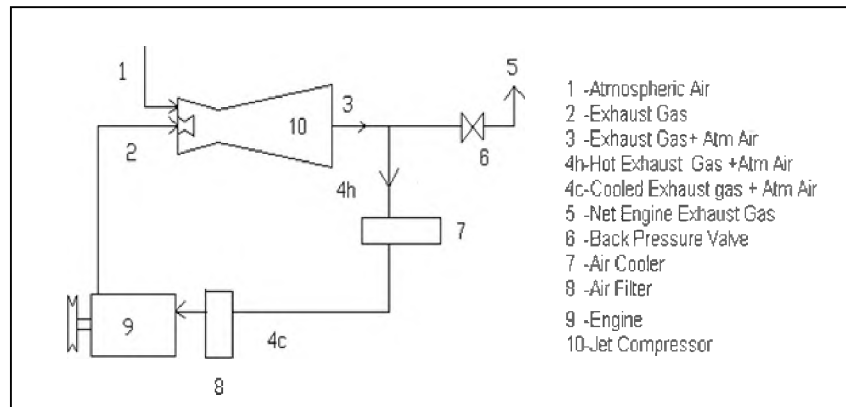 1
2
10
3
5
6
4h
7
9
8
4c
1 -Atmospheric Air
2 -Exhaust Gas
3 -Exhaust Gas+ Atm Air
4h-Hot Exhaust Gas +Atm Air
4c-Cooled Exhaust gas + Atm Air
5 -Net Engine Exhaust Gas
6 -Back Pressure Valve
7 -Air Cooler
8 -Air Filter
9 -Engine
10-Jet Compressor